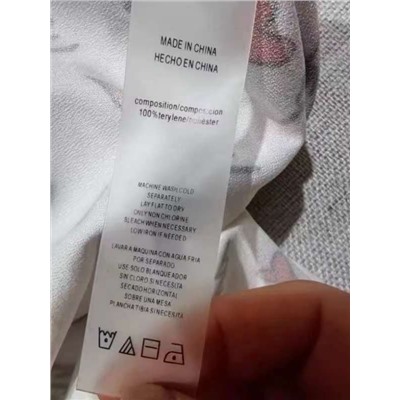 MADE IN CHINA
HECHO EN CHINA
composition/composicion
100%terylene/poliester
MACHINE WASH.COLD
SEPARATELY
LAY FLAT TO DRY
ONLY NON CHLORINE
BLEACH WHEN NECESSARY
LOW IRON IF NEEDED
LAVAR A MAQUINA CON AQUA FRIA
POR SEPARADO
USE SOLO BLANQUEADOR
SIN CLORO SI NECESITA
SECADO HORIZONTAL
SOBRE UNA MESA
PLANCHA TIBIA SI NECESITA